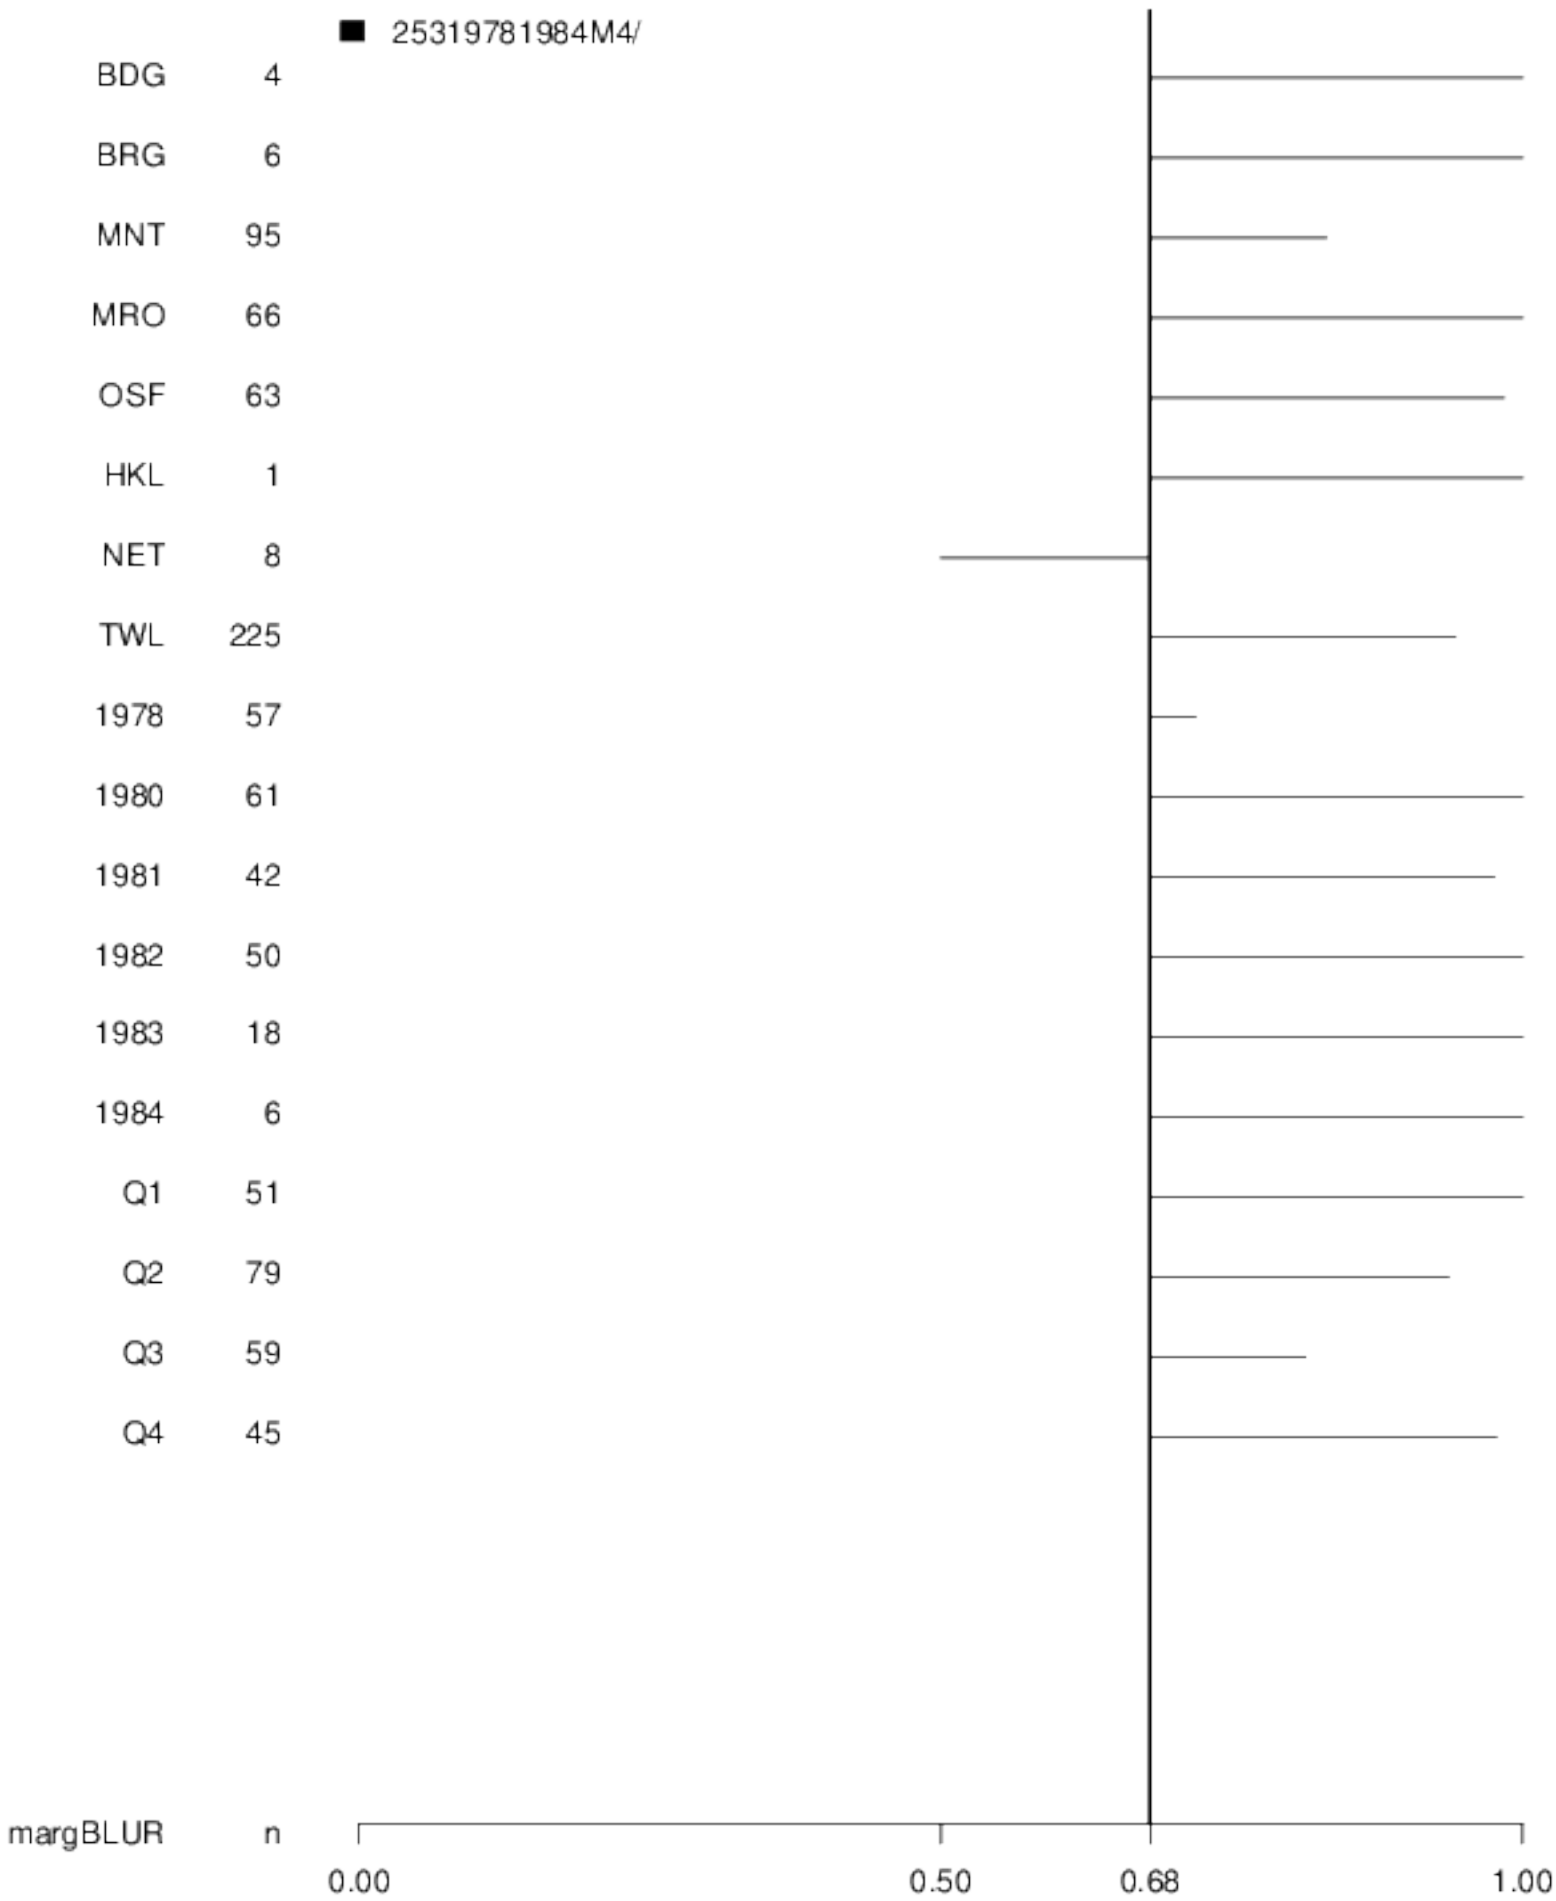 25319781984M4/
BDG 4
BRG 6
MNT 95
MRO 66
OSF 63
HKL 1
NET 8
TWL 225
1978 57
1980 61
1981 42
1982 50
1983 18
1984 6
Q1 51
Q2 79
Q3 59
Q4 45
margBLUR n
0.00 0.50 0.68 1.00